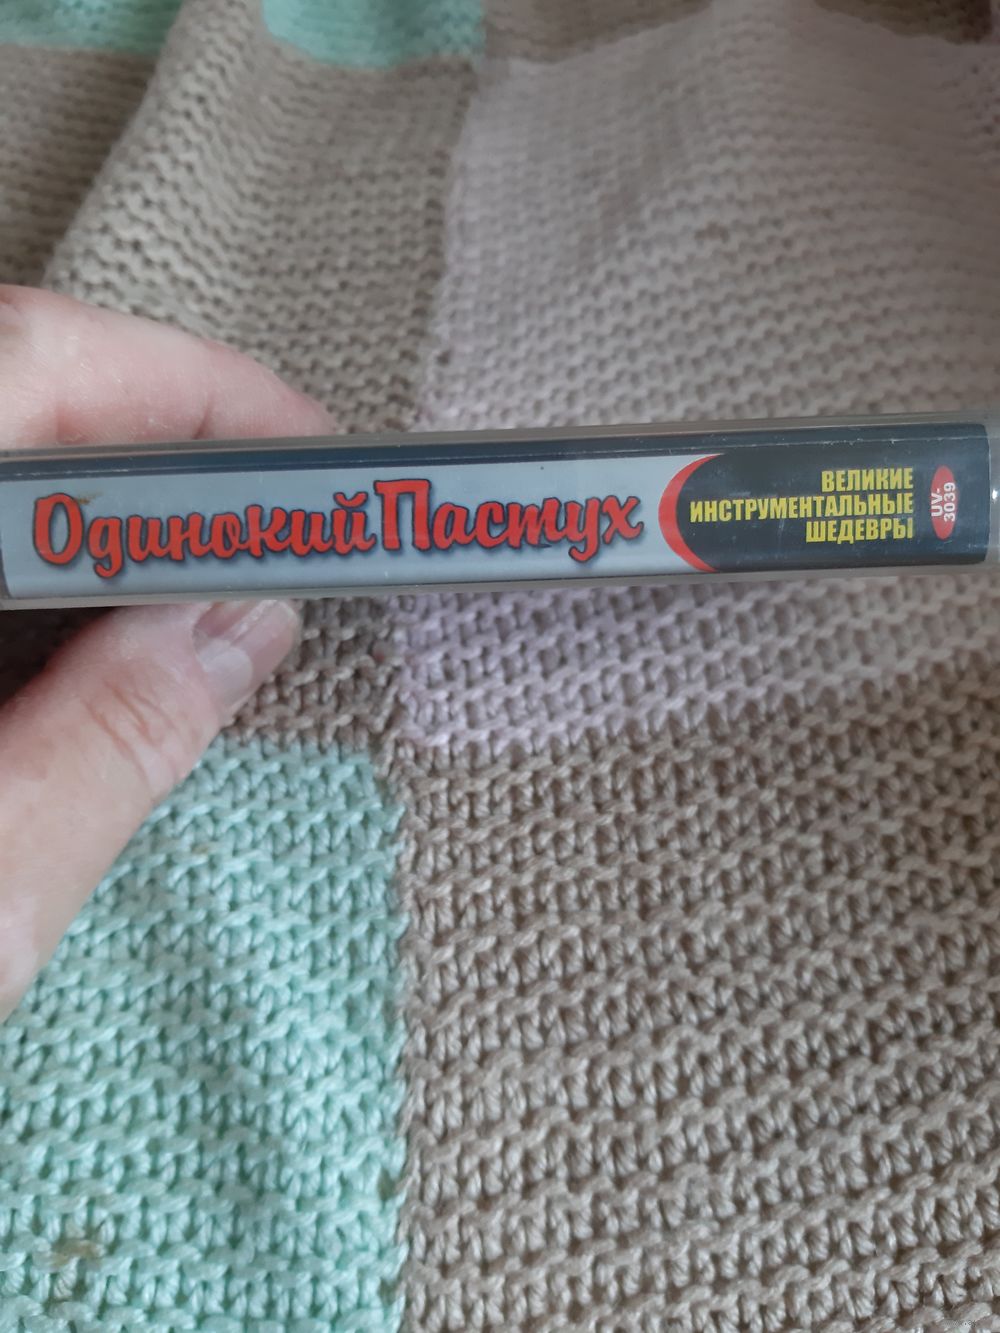 Одинокий Пастух
ВЕЛИКИЕ
ИНСТРУМЕНТАЛЬНЫЕ
ШЕДЕВРЫ
UV-
3039